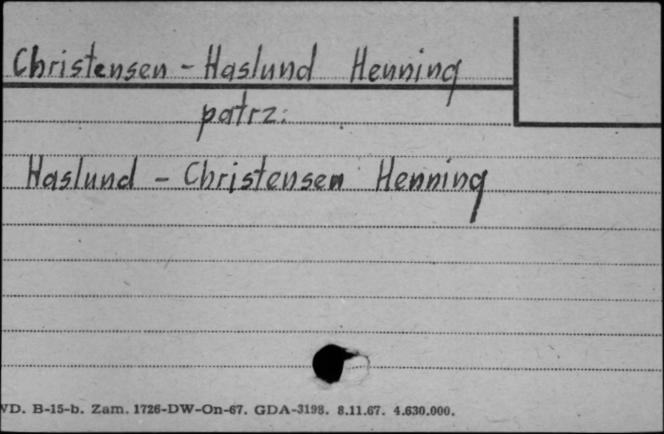 Christensen - Haslund Henning
patrz:
Haslund - Christensen Henning
WD. B-15-b. Zam. 1726-DW-On-67. GDA-3198. 8.11.67. 4.630.000.